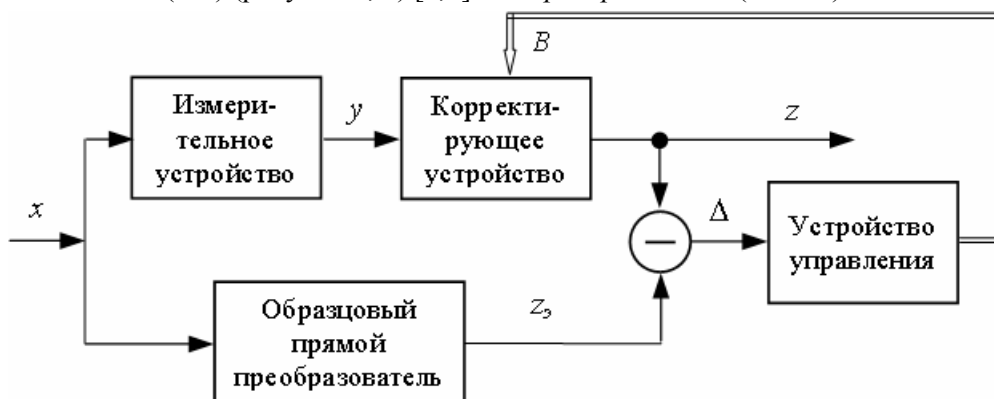 B
Измери-
тельное
устройство
y
Корректи-
рующее
устройство
z
x
Δ
Устройство
управления
Образцовый
прямой
преобразователь
zэ